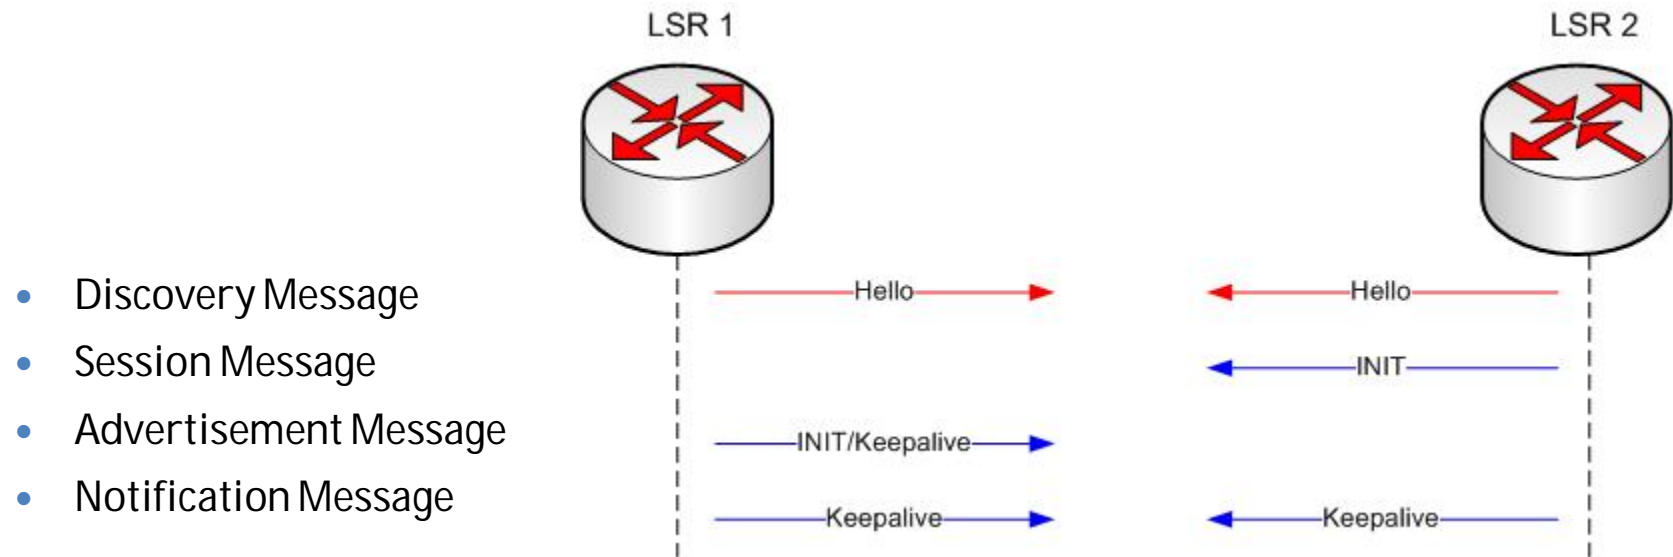 LSR 1
LSR 2
• Discovery Message
• Session Message
• Advertisement Message
• Notification Message
Hello
Hello
INIT
INIT/Keepalive
Keepalive
Keepalive